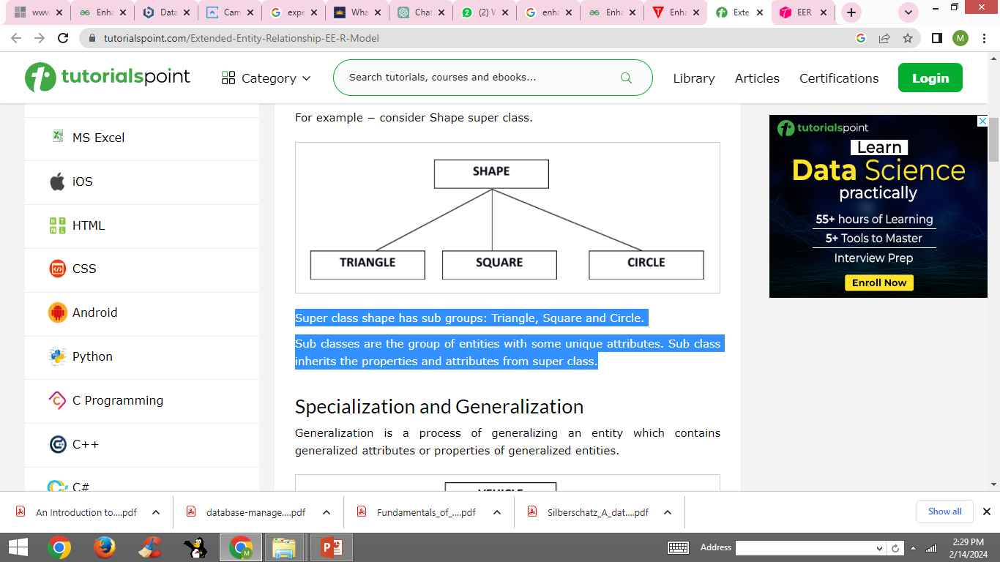 www
Enha
Data
Cam
expe
Wha
Chat
(2) W
enha
Enha
Enha
Exte
EER
tutorialspoint.com/Extended-Entity-Relationship-EE-R-Model
M
tutorialspoint
Category
Search tutorials, courses and ebooks...
Library
Articles
Certifications
Login
MS Excel
iOS
HTML
CSS
Android
Python
C Programming
C++
C#
For example − consider Shape super class.
SHAPE
TRIANGLE SQUARE CIRCLE
Super class shape has sub groups: Triangle, Square and Circle.
Sub classes are the group of entities with some unique attributes. Sub class
inherits the properties and attributes from super class.
Specialization and Generalization
Generalization is a process of generalizing an entity which contains
generalized attributes or properties of generalized entities.
VEHICLE
tutorialspoint
Learn
Data Science
practically
55+ hours of Learning
5+ Tools to Master
Interview Prep
Enroll Now
An Introduction to....pdf
database-manage....pdf
Fundamentals_of_....pdf
Silberschatz_A_dat....pdf
Show all
Address
2:29 PM
2/14/2024